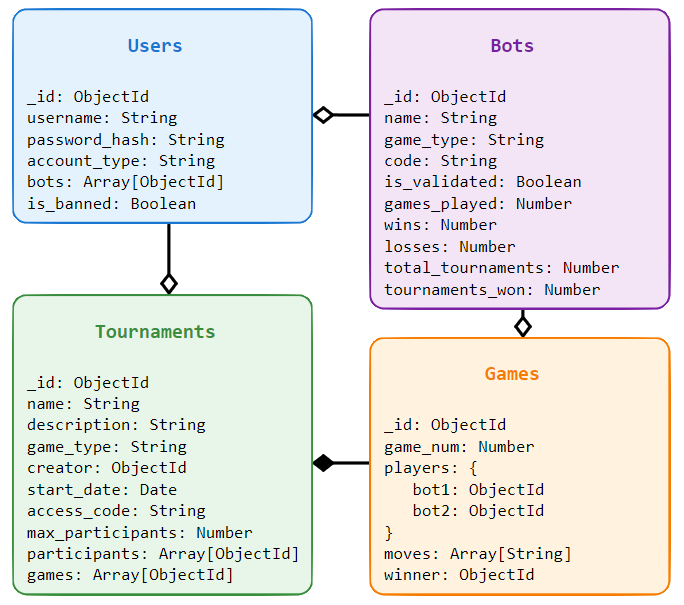 Users
_id: ObjectId
username: String
password_hash: String
account_type: String
bots: Array[ObjectId]
is_banned: Boolean
Bots
_id: ObjectId
name: String
game_type: String
code: String
is_validated: Boolean
games_played: Number
wins: Number
losses: Number
total_tournaments: Number
tournaments_won: Number
Tournaments
_id: ObjectId
name: String
description: String
game_type: String
creator: ObjectId
start_date: Date
access_code: String
max_participants: Number
participants: Array[ObjectId]
games: Array[ObjectId]
Games
_id: ObjectId
game_num: Number
players: {
bot1: ObjectId
bot2: ObjectId
}
moves: Array[String]
winner: ObjectId